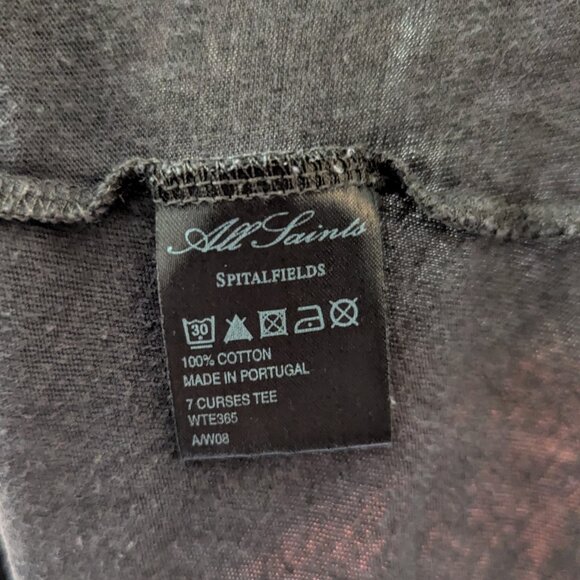 All Saints
SPITALFIELDS
30
100% COTTON
MADE IN PORTUGAL
7 CURSES TEE
WTE365
A/W08